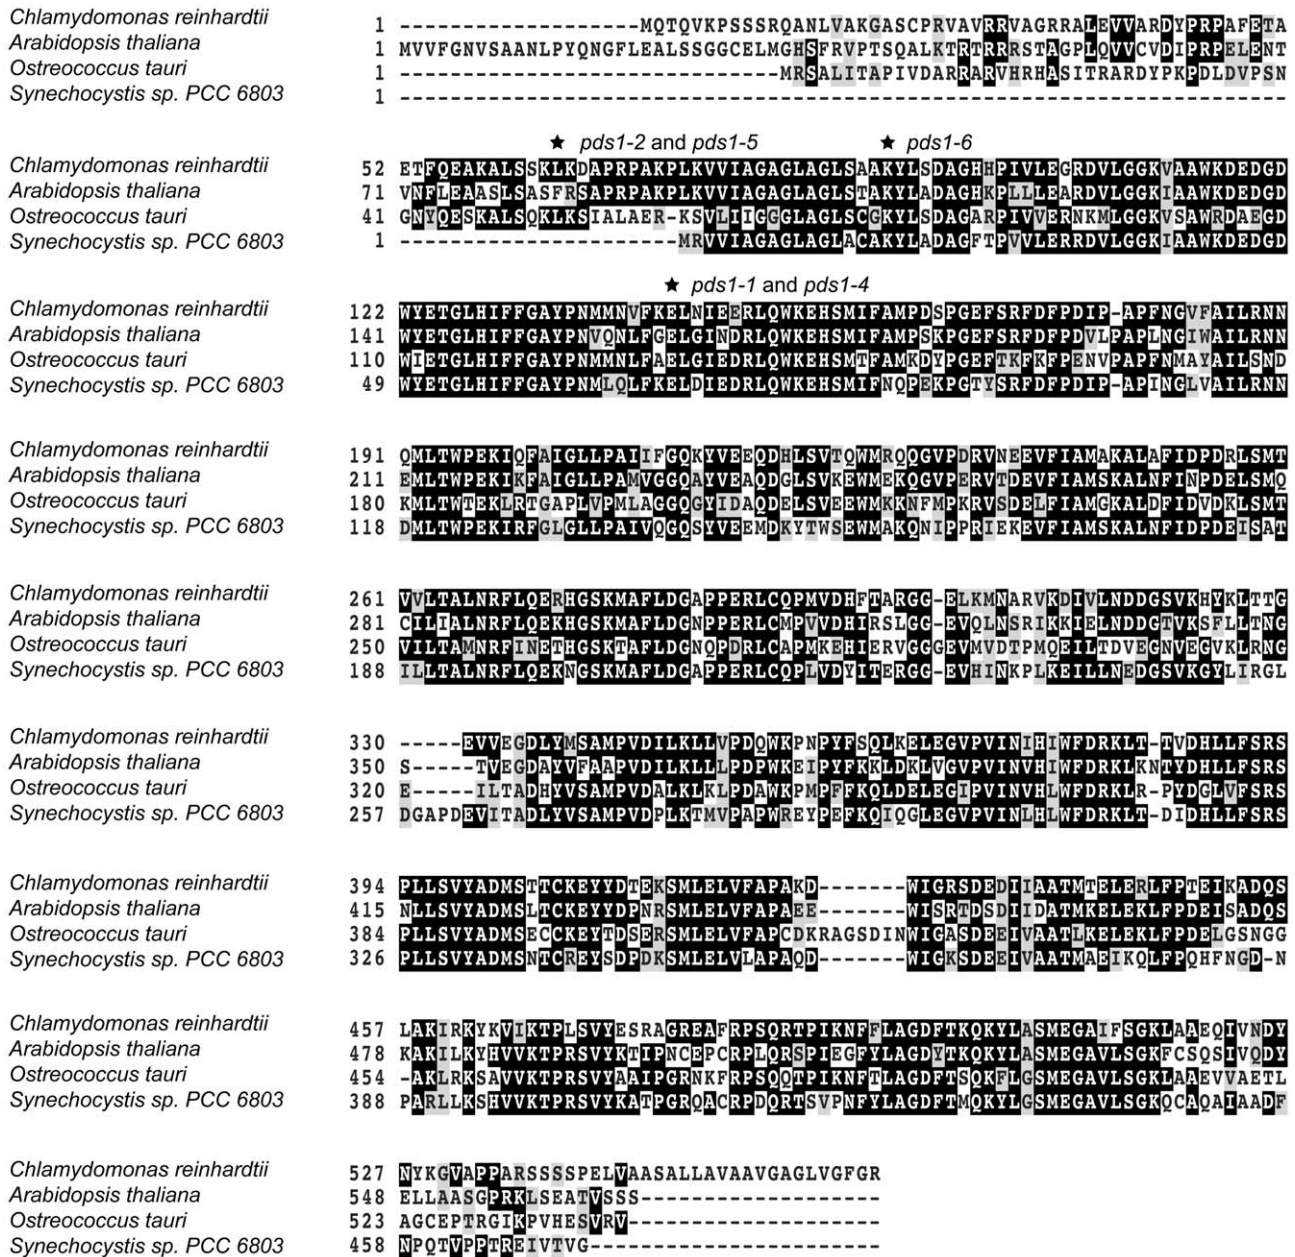 Chlamydomonas reinhardtii 1 ------------------MQTQVKPSSSSRQANLVAKGASCPRVAVRRVAGRRALEVVARDYPRPAFETA
Arabidopsis thaliana 1 MVVFGNVSAANLPYQNGFLEALSSGGCELMGHSFRVPTSQALKTRTRRRSTAGPLQVVCVDIPRPELENT
Ostreococcus tauri 1 ------------------------------MRSALITAPIVDARRARVHRHASITRARDYPKPDLDVPSN
Synechocystis sp. PCC 6803 1 ----------------------------------------------------------------------
★ pds1-2 and pds1-5 ★ pds1-6
Chlamydomonas reinhardtii 52 ETFQEAKALSSKLKDAPRPAKPLKVVIAGAGLAGLSAAKYLSDAGHHPIVLEGRDVLGGKVAAWKDEDGD
Arabidopsis thaliana 71 VNFLEAASLSASFRSAPRPAKPLKVVIAGAGLAGLSTAKYLADAGHKPLLLEARDVLGGKIAAWKDEDGD
Ostreococcus tauri 41 GNYQESKALSQKLKSIALAER-KSVLIIGGGLAGLSCGKYLSDAGARPIVVERNKMLGGKVSAWRDAEGD
Synechocystis sp. PCC 6803 1 ----------------------MRVVIAGAGLAGLACAKYLADAGFTPVVLERRDVLGGKIAAWKDEDGD
★ pds1-1 and pds1-4
Chlamydomonas reinhardtii 122 WYETGLHIFFGAYPNMMNVFKELNIEERLQWKEHSMIFAMPDSPGEFSRFDFPDIP-APFNGVFAILRNN
Arabidopsis thaliana 141 WYETGLHIFFGAYPNVQNLFGELGINDRLQWKEHSMIFAMPSKPGEFSRFDFPDVLPAPLNGIWAILRNN
Ostreococcus tauri 110 WIETGLHIFFGAYPNMMNLFAELGIEDRLQWKEHSMTFAMKDYPGEFTKFKFPENVPAPFNMAYAILSND
Synechocystis sp. PCC 6803 49 WYETGLHIFFGAYPNMLQLFKELDIEDRLQWKEHSMIFNQPEKPGTYSRFDFPDIP-APINGLVAILRNN
Chlamydomonas reinhardtii 191 QMLTWPEKIQFAIGLLPAIIFGQKYVEEQDHLSVTQWMRQQGVPDRVNEEVFIAMAKALAFIDPDRLSMT
Arabidopsis thaliana 211 EMLTWPEKIKFAIGLLPAMVGGQAYVEAQDGLSVKEWMEKQGVPERVTDEVFIAMSKALNFINPDELSMQ
Ostreococcus tauri 180 KMLTWTEKLRTGAPLVPMLAGGQGYIDAQDELSVEEWMKKNFMPKRVSDELFIAMGKALDFIDVDKLSMT
Synechocystis sp. PCC 6803 118 DMLTWPEKIRFGLGLLPAIVQGQSYVEEMDKYTWSEWMAKQNIPPRIEKEVFIAMSKALNFIDPDEISAT
Chlamydomonas reinhardtii 261 VVLTALNRFLQERHGSKMAFLDGAPPERLCQPMVDHFTARGG-ELKMNARVKDIVLNDDGSVKHYKLTTG
Arabidopsis thaliana 281 CILIALNRFLQEKHGSKMAFLDGNPPERLCMPVVDHIRSLGG-EVQLNSRIKKIELNDDGTVKSFLLTNG
Ostreococcus tauri 250 VILTAMNRFINETHGSKTAFLDGNQPDRLCAPMKEHIERVGGGEVMVDTPMQEILTDVEGNVEGVKLRNG
Synechocystis sp. PCC 6803 188 ILLTALNRFLQEKNGSKMAFLDGAPPERLCQPLVDYITERGG-EVHINKPLKEILLNEDGSVKGYLIRGL
Chlamydomonas reinhardtii 330 -----EVVEGDLYMSAMPVDILKLLVPDQWKPNPYFSQLKELEGVPVINIHIWFDRKLT-TVDHLLFSRS
Arabidopsis thaliana 350 S-----TVEGDAYVFAAPVDILKLLLPDPWKEIPYFKKLDKLVGVPVINVHIWFDRKLKNTYDHLLFSRS
Ostreococcus tauri 320 E-----ILTADHYVSAMPVDALKLKLPDAWKPMPFFKQLDELEGIPVINVHLWFDRKLR-PYDGLVFSRS
Synechocystis sp. PCC 6803 257 DGAPDEVITADLYVSAMPVDPLKTMVPAPWREYPEFKQIQGLEGVPVINLHLWFDRKLT-DIDHLLFSRS
Chlamydomonas reinhardtii 394 PLLSVYADMSTTCKEYYDTEKSMLELVFAPAKD-------WIGRSDEDIIAATMTELERLFPTEIKADQS
Arabidopsis thaliana 415 NLLSVYADMSLTCKEYYDPNRSMLELVFAPAEE-------WISRTDSDIIDATMKELEKLFPDEISADQS
Ostreococcus tauri 384 PLLSVYADMSECCKEYTDSERSMLELVFAPCDKRAGSDINWIGASDEEIVAATLKELEKLFPDELGSNGG
Synechocystis sp. PCC 6803 326 PLLSVYADMSNTCREYSDPDKSMLELVLAPAQD-------WIGKSDEEIVAATMAEIKQLFPQHFNGD-N
Chlamydomonas reinhardtii 457 LAKIRKYKVIKTPLSVYESRAGREAFRPSQRTPIKNFFLAGDFTKQKYLASMEGAIFSGKLAAEQIVNDY
Arabidopsis thaliana 478 KAKILKYHVVKTPRSVYKTIPNCEPCRPLQRSPIEGFYLAGDYTKQKYLASMEGAVLSGKFCSQSIVQDY
Ostreococcus tauri 454 -AKLRKSAVVKTPRSVYAAIPGRNKFRPSQQTPIKNFTLAGDFTSQKFLGSMEGAVLSGKLAAEVVAETL
Synechocystis sp. PCC 6803 388 PARLLKSHVVKTPRSVYKATPGRQACRPDQRTSVPNFYLAGDFTMQKYLGSMEGAVLSGKQCAQAIAADF
Chlamydomonas reinhardtii 527 NYKGVAPPARSSSSSPELVAASALLAVAAVGAGLVGFGR
Arabidopsis thaliana 548 ELLAASGPRKLSEATVSSS-------------------
Ostreococcus tauri 523 AGCEPTRGIKPVHESVRV--------------------
Synechocystis sp. PCC 6803 458 NPQTVPPTREIVTVG-----------------------